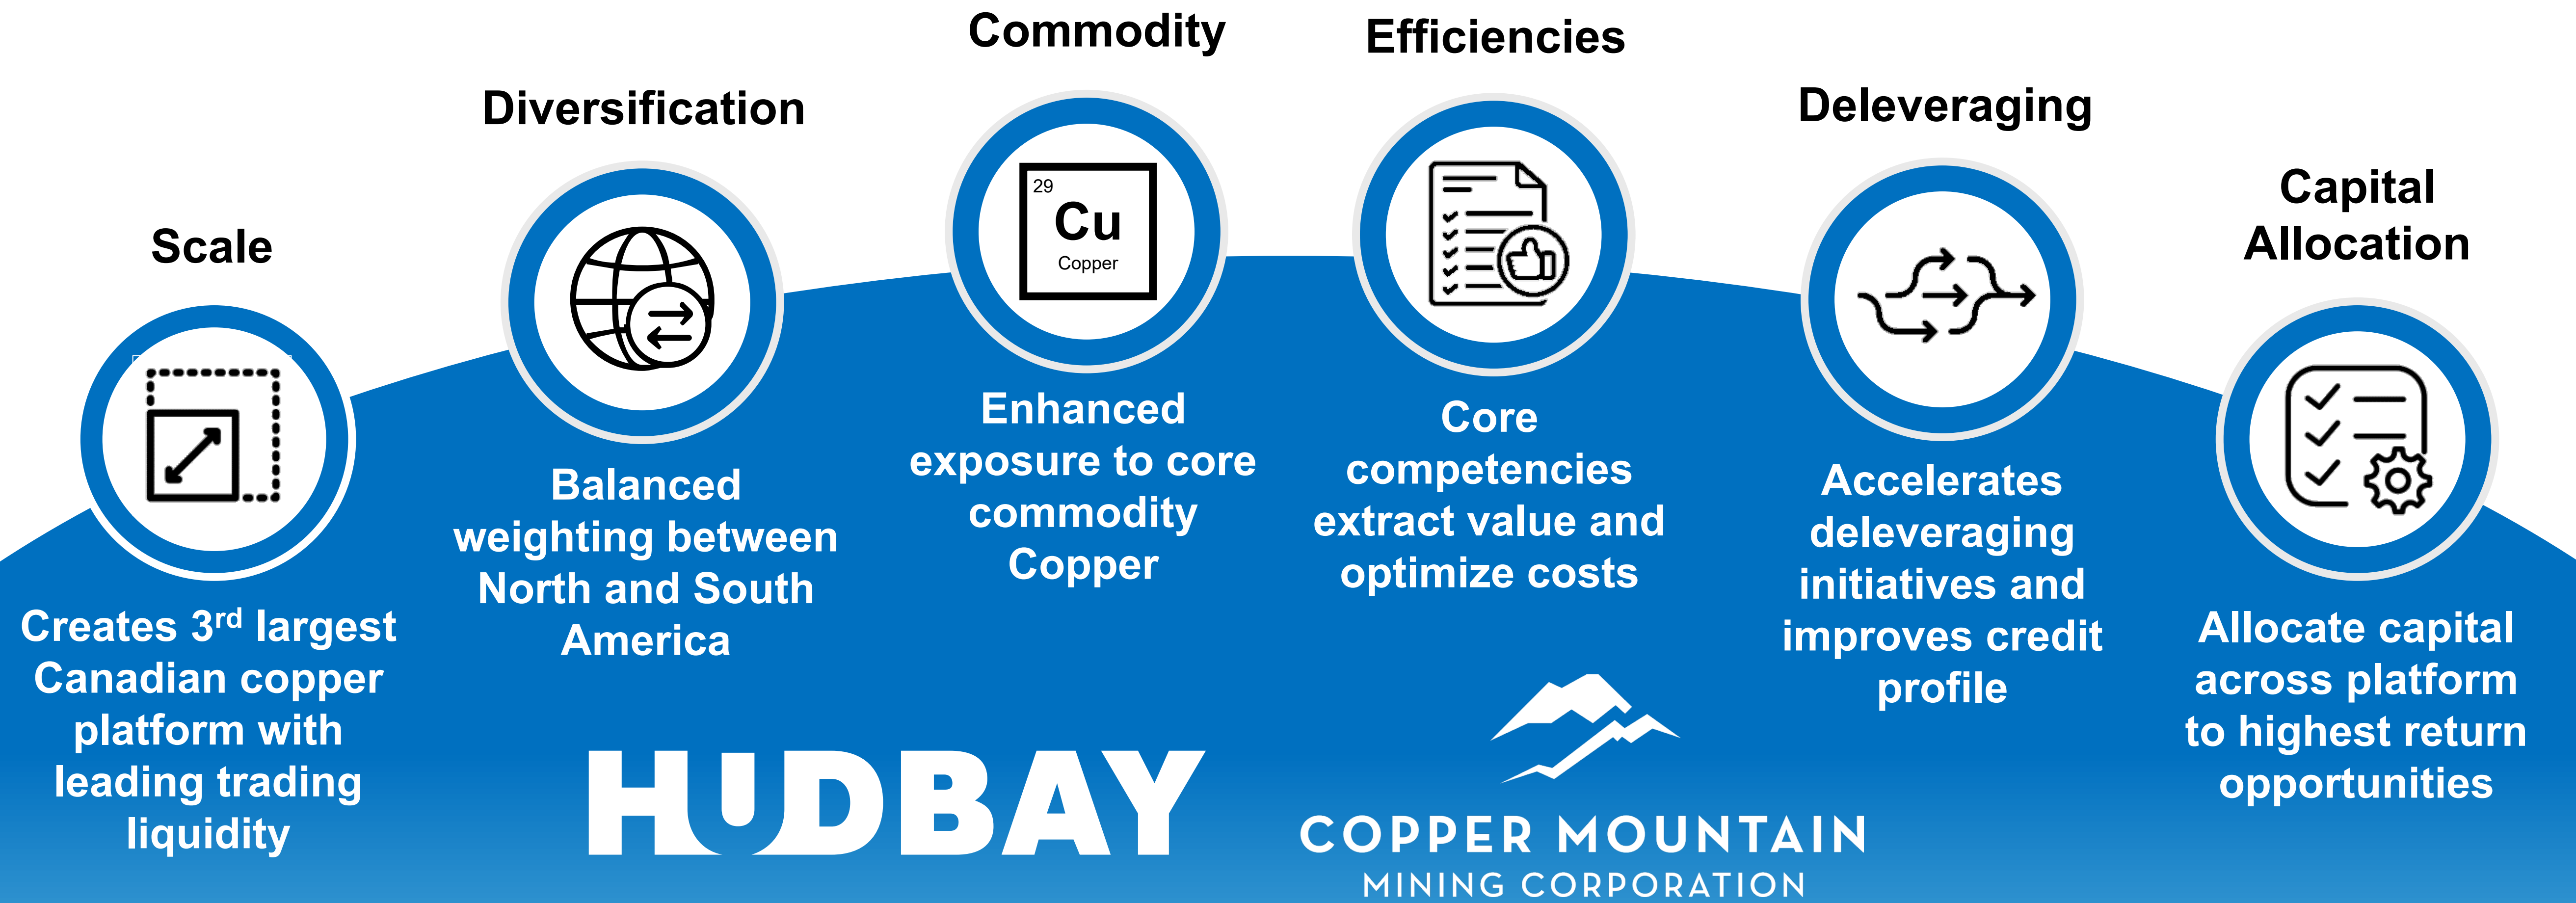 Scale
Creates 3rd largest
Canadian copper
platform with
leading trading
liquidity
Diversification
Balanced
weighting between
North and South
America
Commodity
29
Cu
Copper
Enhanced
exposure to core
commodity
Copper
Efficiencies
Core
competencies
extract value and
optimize costs
Deleveraging
Accelerates
deleveraging
initiatives and
improves credit
profile
Capital
Allocation
Allocate capital
across platform
to highest return
opportunities
HUDBAY
COPPER MOUNTAIN
MINING CORPORATION